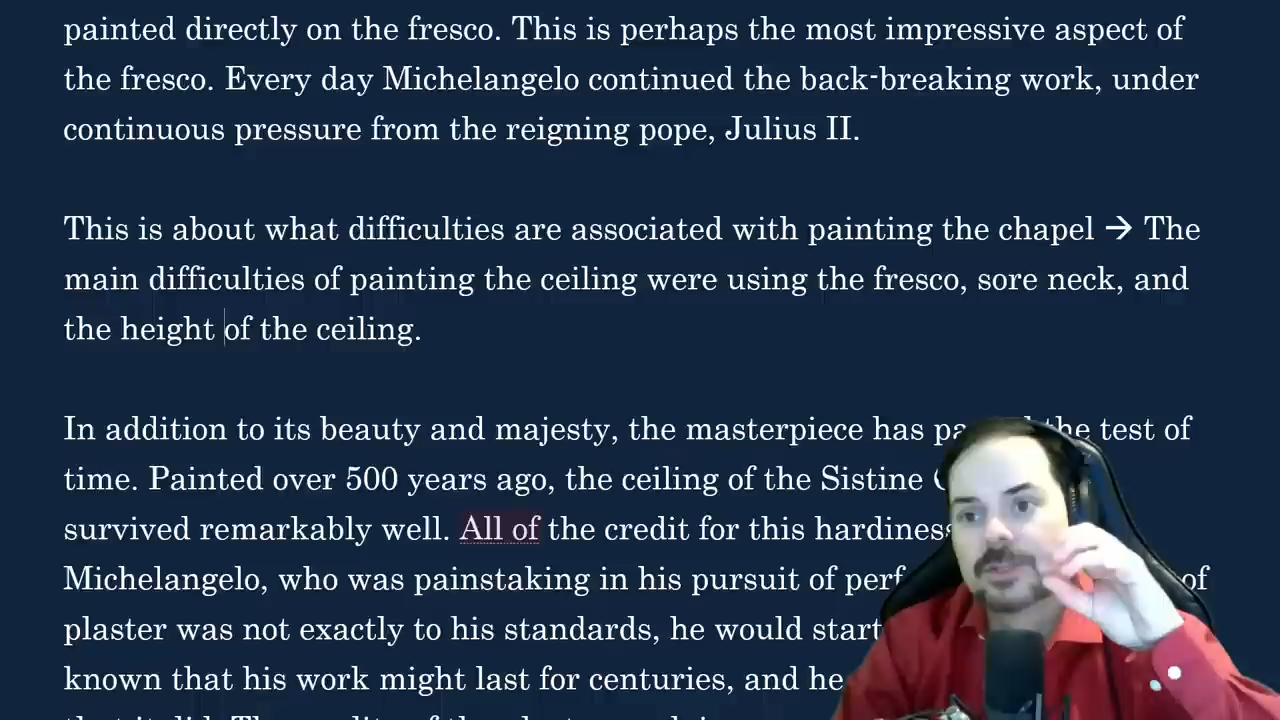 painted directly on the fresco. This is perhaps the most impressive aspect of
the fresco. Every day Michelangelo continued the back-breaking work, under
continuous pressure from the reigning pope, Julius II.
This is about what difficulties are associated with painting the chapel → The
main difficulties of painting the ceiling were using the fresco, sore neck, and
the height of the ceiling.
In addition to its beauty and majesty, the masterpiece has the test of
time. Painted over 500 years ago, the ceiling of the Sistine
survived remarkably well. All of the credit for this hardiness
Michelangelo, who was painstaking in his pursuit of of
plaster was not exactly to his standards, he would start
known that his work might last for centuries, and he